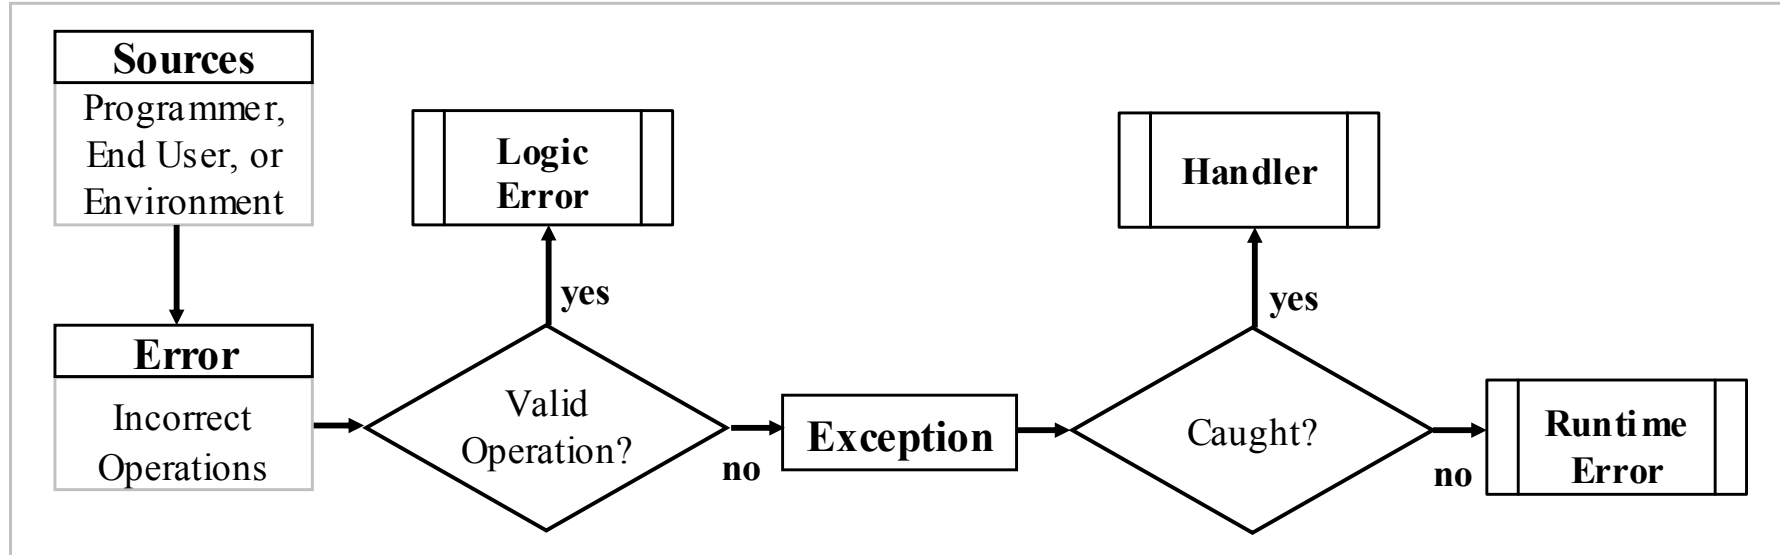 Sources
Programmer,
End User, or
Environment
Error
Incorrect
Operations
Logic
Error
yes
Valid
Operation?
no
Exception
Handler
yes
Caught?
no
Runtime
Error